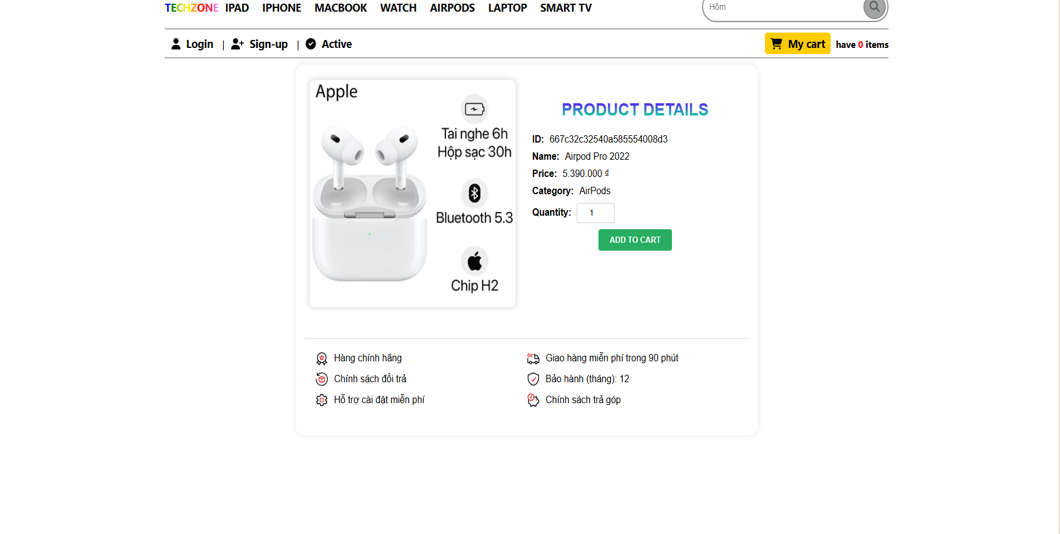 TECHZONE IPAD IPHONE MACBOOK WATCH AIRPODS LAPTOP SMART TV
Hôm
Login | Sign-up | Active
My cart have 0 items
Apple
Tai nghe 6h
Hộp sạc 30h
Bluetooth 5.3
Chip H2
PRODUCT DETAILS
ID: 667c32c32540a585554008d3
Name: Airpod Pro 2022
Price: 5.390.000 ₫
Category: AirPods
Quantity: 1
ADD TO CART
Hàng chính hãng
Chính sách đổi trả
Hỗ trợ cài đặt miễn phí
Giao hàng miễn phí trong 90 phút
Bảo hành (tháng): 12
Chính sách trả góp